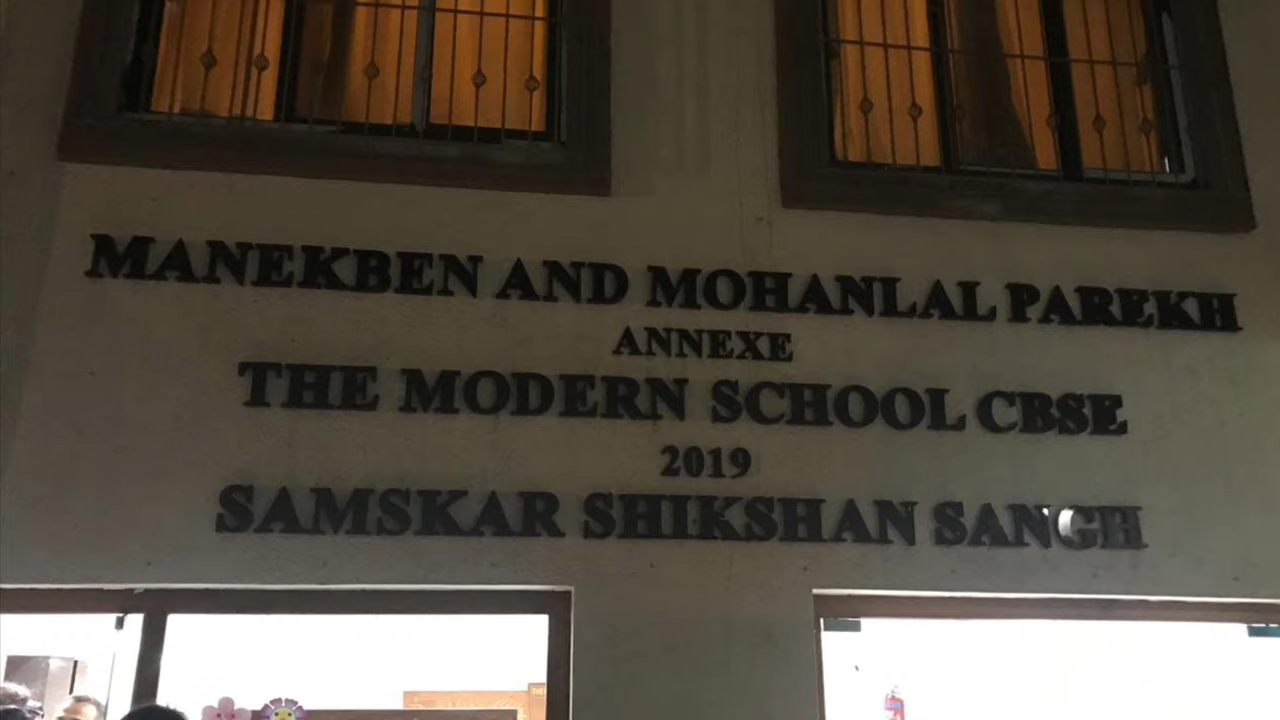 MANEKBEN AND MOHANLAL PAREKH
ANNEXE
THE MODERN SCHOOL CBSE
2019
SAMSKAR SHIKSHAN SANGH